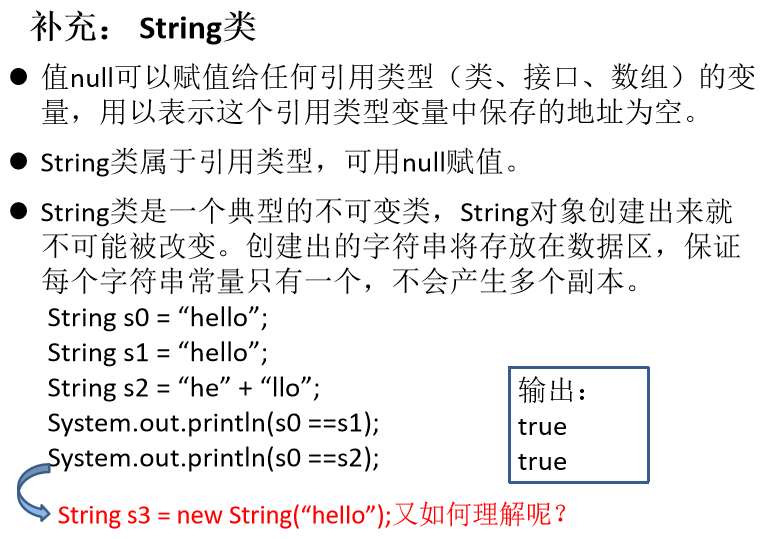 补充： String类
● 值null可以赋值给任何引用类型（类、接口、数组）的变
量，用以表示这个引用类型变量中保存的地址为空。
● String类属于引用类型，可用null赋值。
● String类是一个典型的不可变类，String对象创建出来就
不可能被改变。创建出的字符串将存放在数据区，保证
每个字符串常量只有一个，不会产生多个副本。
String s0 = “hello”;
String s1 = “hello”;
String s2 = “he” + “llo”;
System.out.println(s0 ==s1);
System.out.println(s0 ==s2);
输出：
true
true
String s3 = new String(“hello”);又如何理解呢？